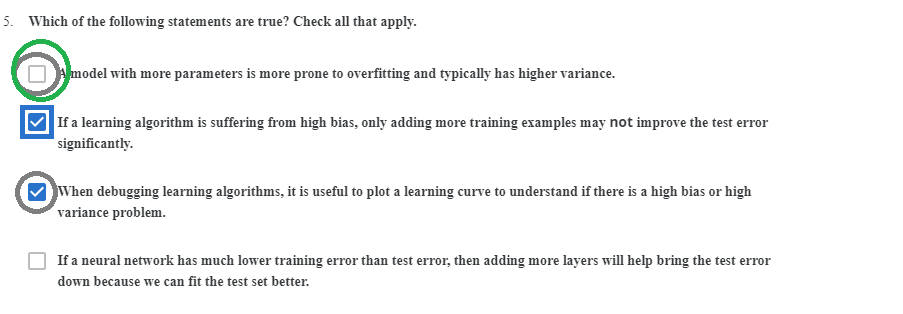 5. Which of the following statements are true? Check all that apply.
A model with more parameters is more prone to overfitting and typically has higher variance.
If a learning algorithm is suffering from high bias, only adding more training examples may not improve the test error
significantly.
When debugging learning algorithms, it is useful to plot a learning curve to understand if there is a high bias or high
variance problem.
If a neural network has much lower training error than test error, then adding more layers will help bring the test error
down because we can fit the test set better.